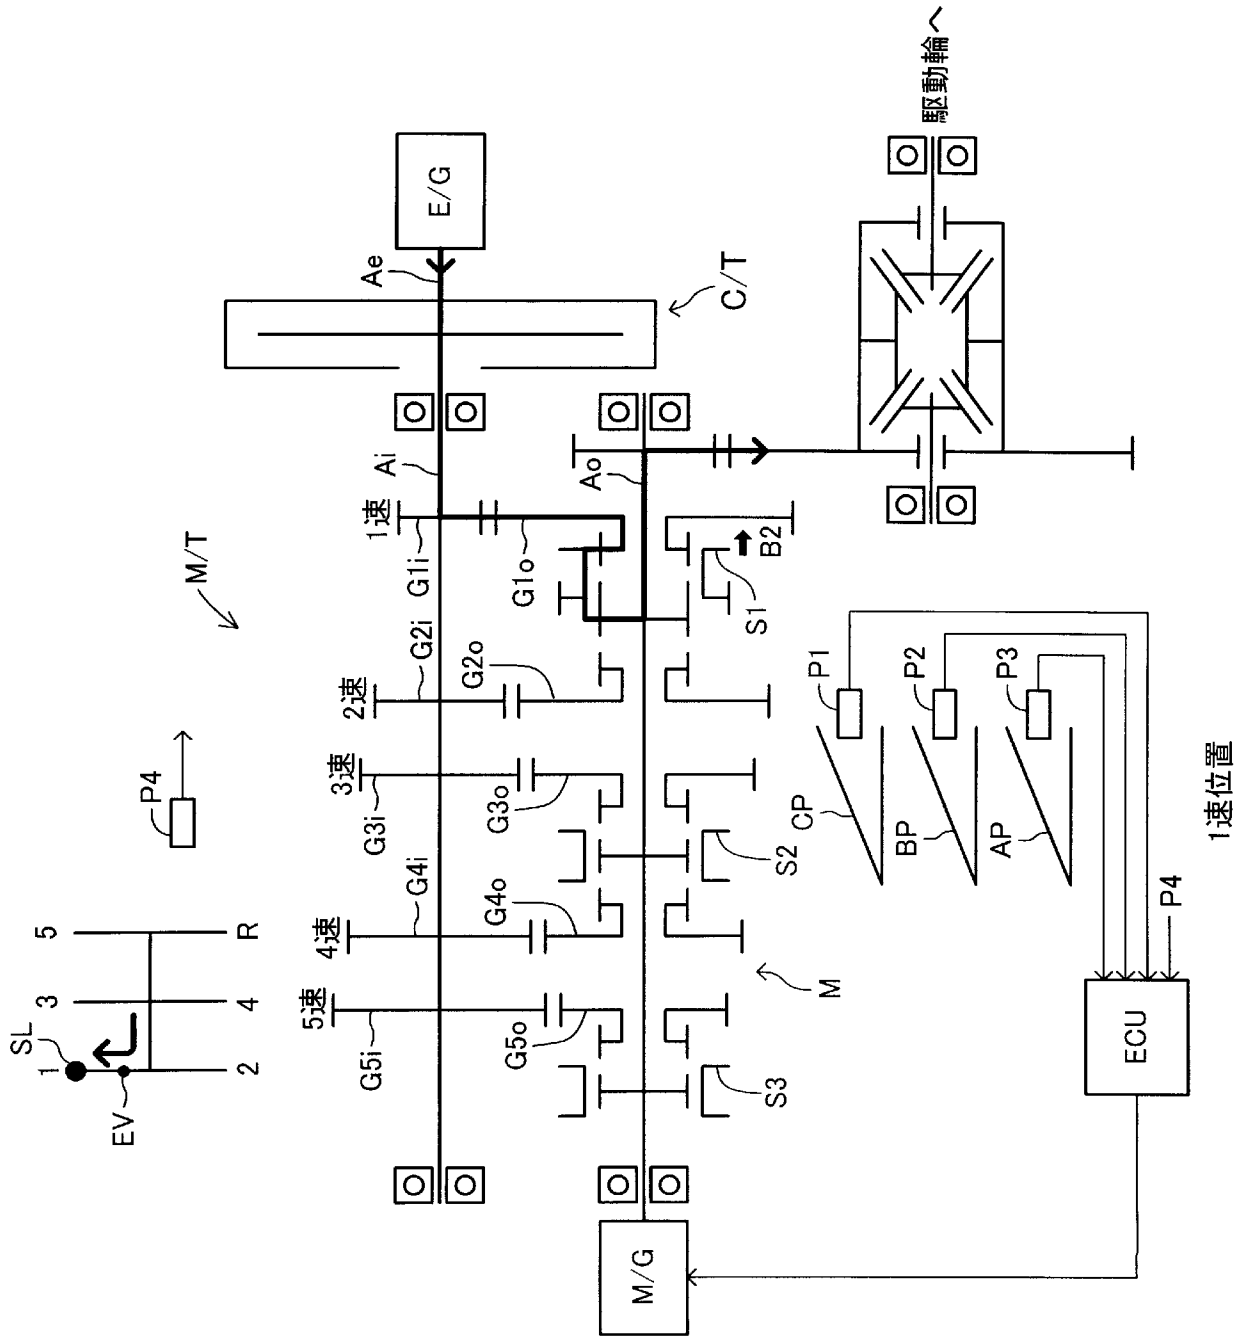 SL
1
3
5
EV
2
4
R
P4
M/T
5速
4速
3速
2速
1速
G5i
G4i
G3i
G2i
G1i
Ai
Ae
E/G
C/T
G5o
G4o
G3o
G2o
G1o
Ao
M/G
S3
M
S2
S1
B2
駆動輪へ
CP
P1
BP
P2
AP
P3
ECU
P4
1速位置